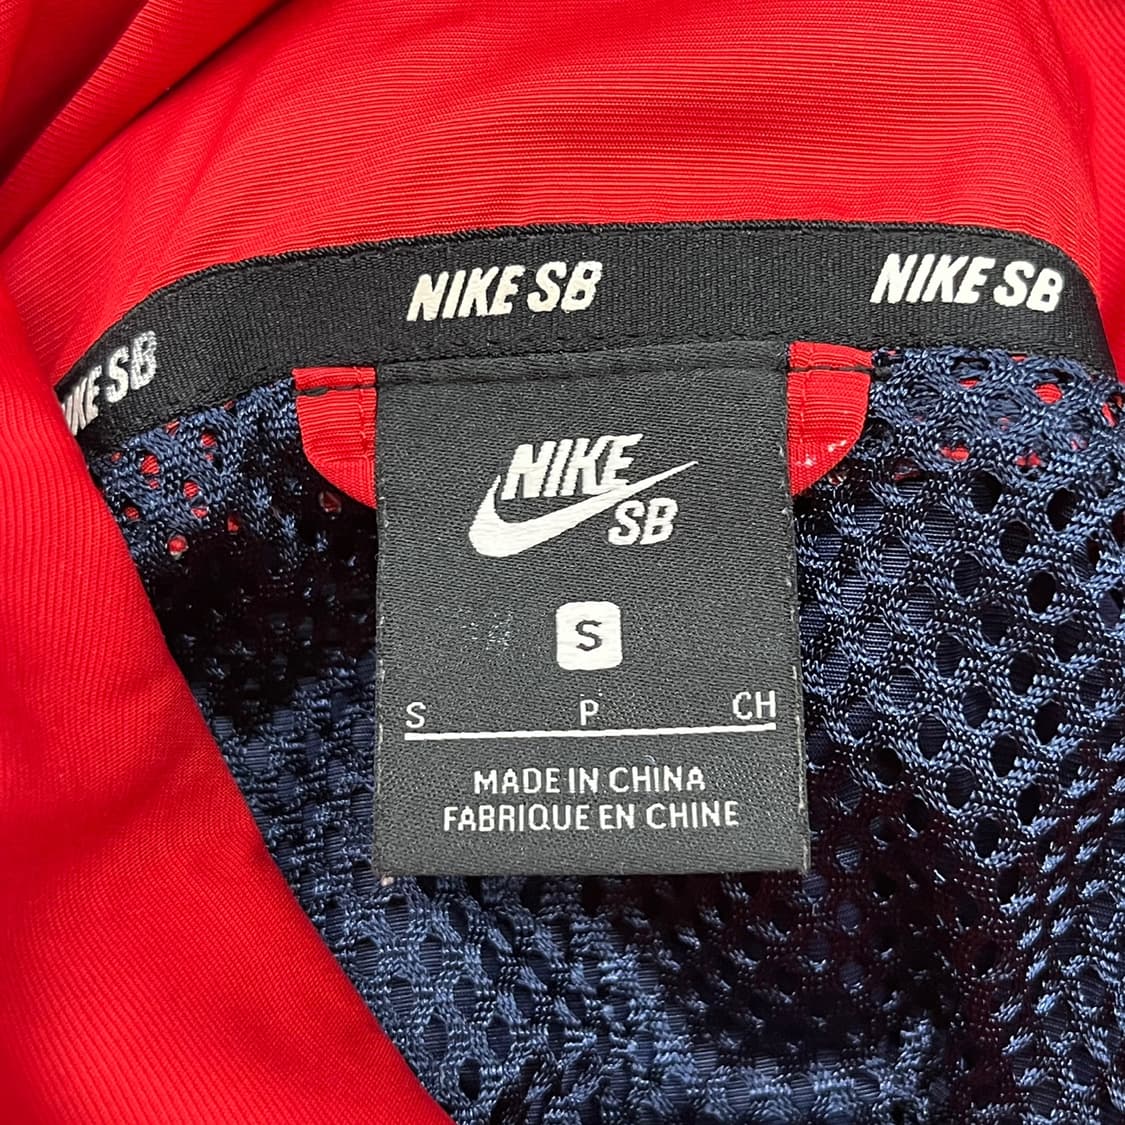 NIKE SB
NIKE SB
NIKE SB
NIKE
SB
S
S P CH
MADE IN CHINA
FABRIQUE EN CHINE